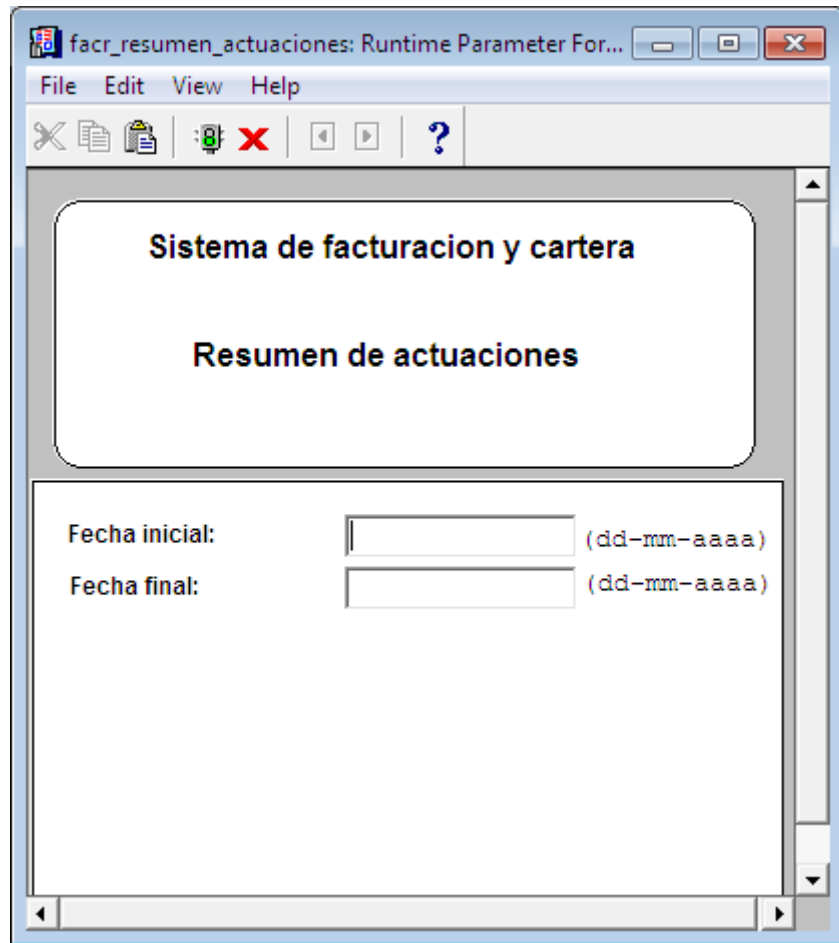 facr_resumen_actuaciones: Runtime Parameter For...
File Edit View Help
Sistema de facturacion y cartera
Resumen de actuaciones
Fecha inicial: (dd-mm-aaaa)
Fecha final: (dd-mm-aaaa)